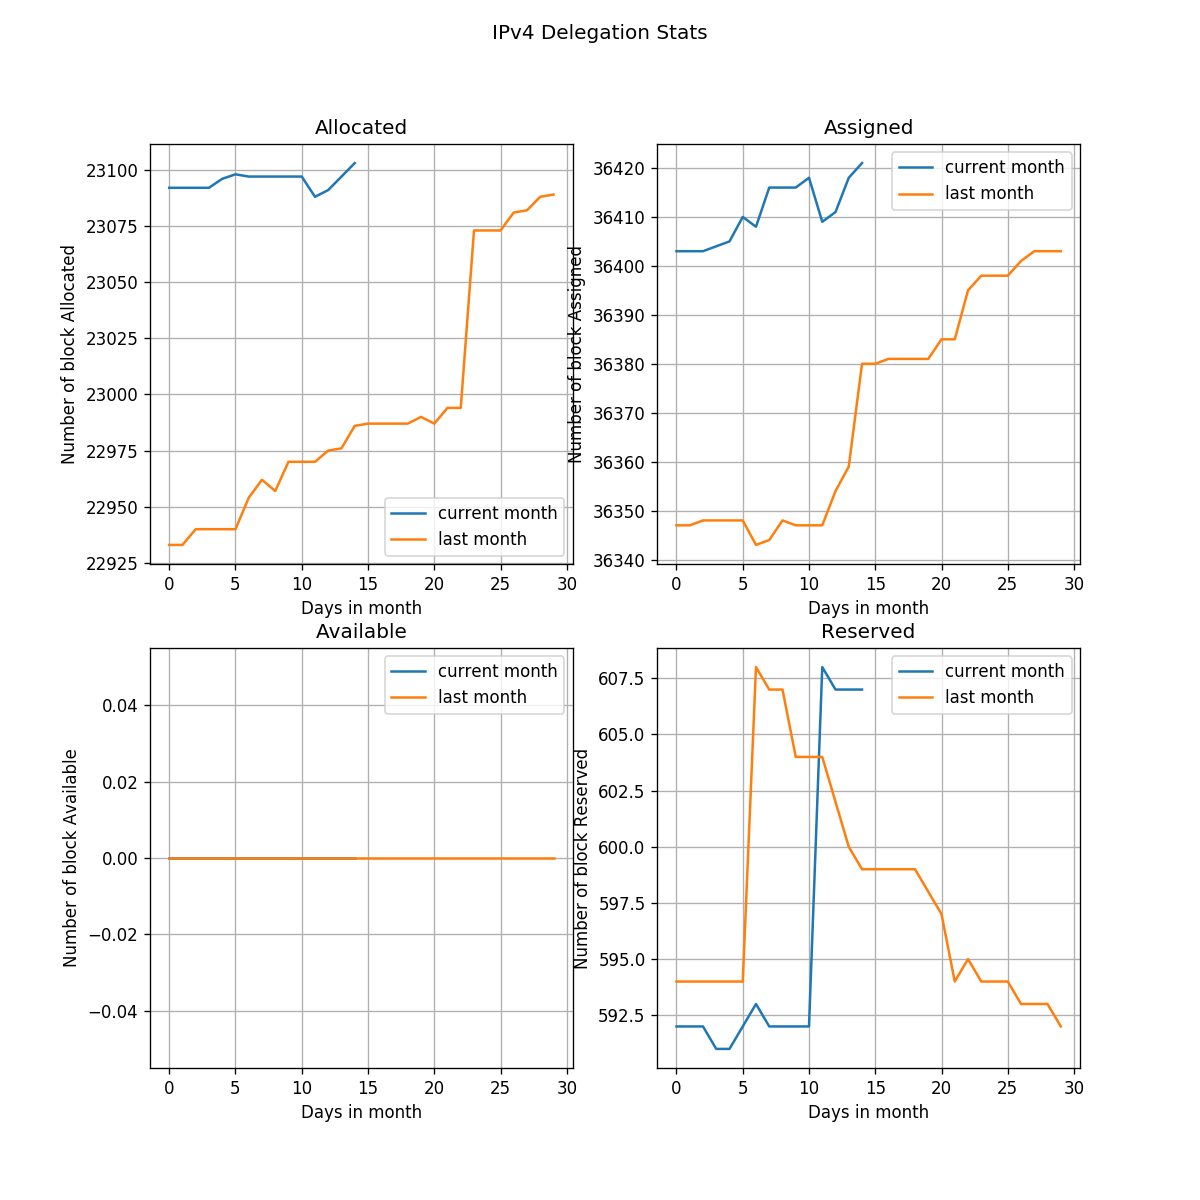 IPv4 Delegation Stats
Allocated
Number of block Allocated
23100
23075
23050
23025
23000
22975
22950
22925
0 5 10 15 20 25 30
Days in month
current month
last month
Assigned
Number of block Assigned
36420
36410
36400
36390
36380
36370
36360
36350
36340
0 5 10 15 20 25 30
Days in month
current month
last month
Available
Number of block Available
0.04
0.02
0.00
−0.02
−0.04
0 5 10 15 20 25 30
Days in month
current month
last month
Reserved
Number of block Reserved
607.5
605.0
602.5
600.0
597.5
595.0
592.5
0 5 10 15 20 25 30
Days in month
current month
last month